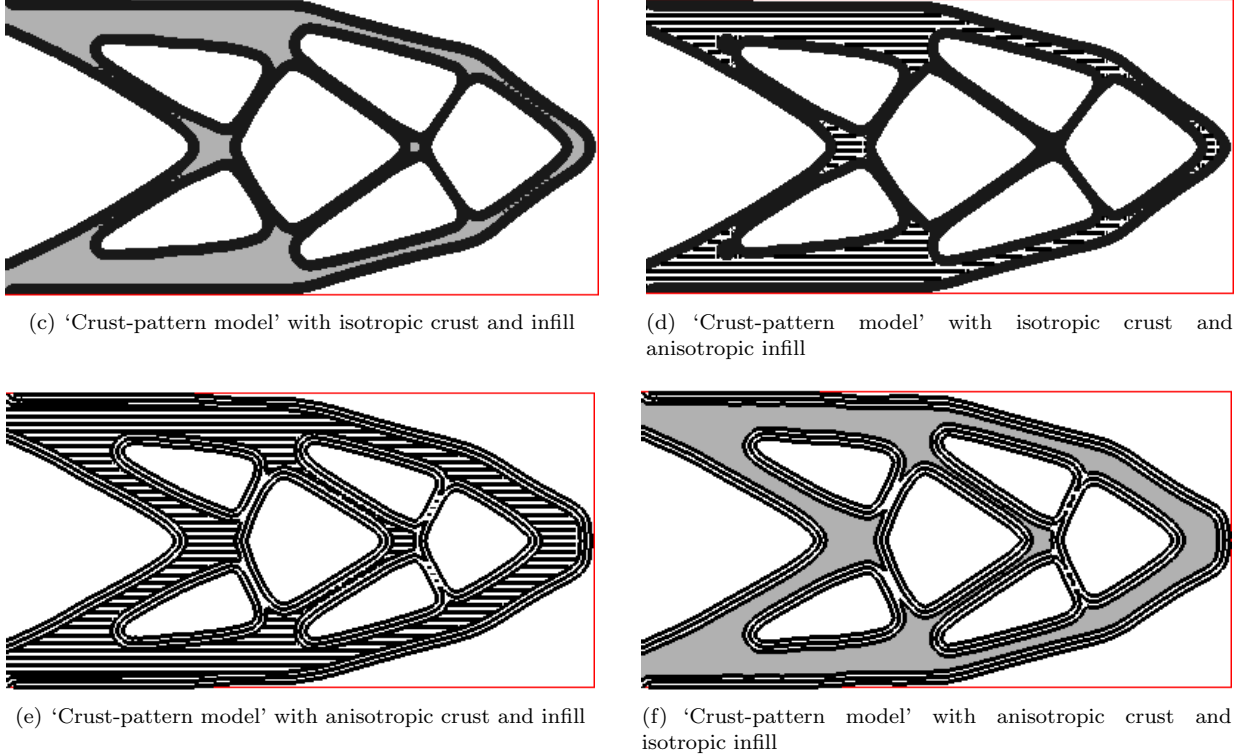 (c) ‘Crust-pattern model’ with isotropic crust and infill
(d) ‘Crust-pattern model’ with isotropic crust and
anisotropic infill
(e) ‘Crust-pattern model’ with anisotropic crust and infill
(f) ‘Crust-pattern model’ with anisotropic crust and
isotropic infill